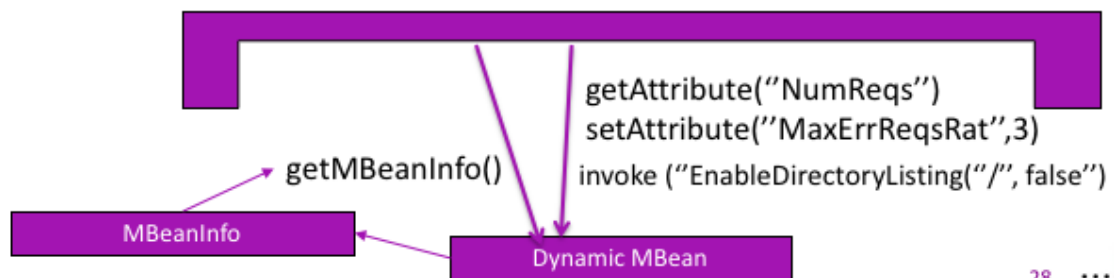 getAttribute(‘’NumReqs’’)
setAttribute(‘’MaxErrReqsRat’’,3)
getMBeanInfo()
invoke (‘’EnableDirectoryListing(‘’/’’, false’’)
MBeanInfo
Dynamic MBean
28